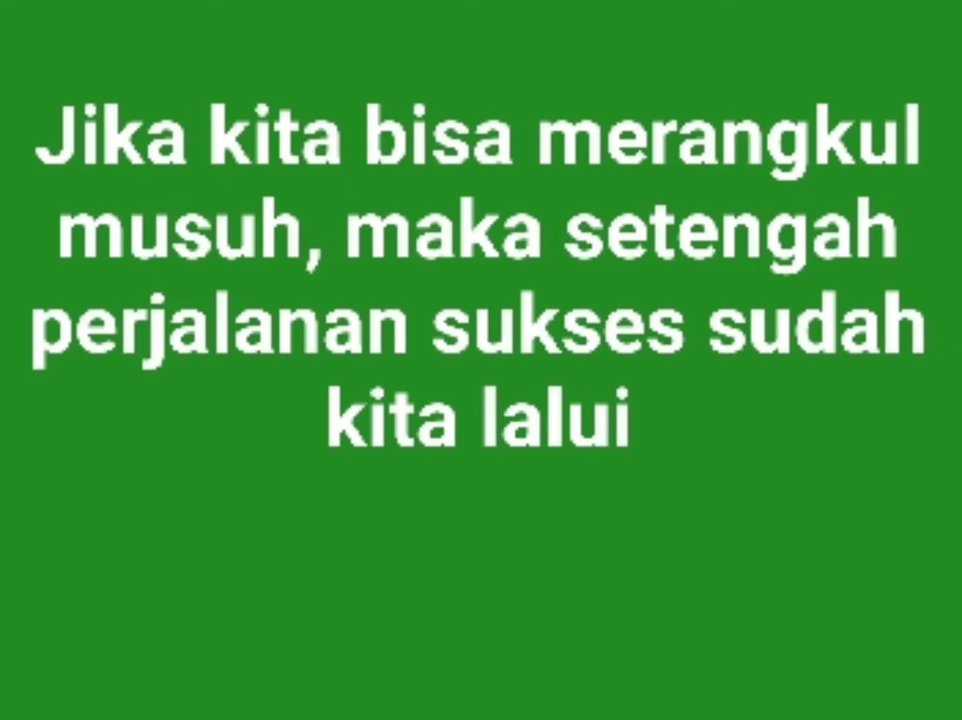 Jika kita bisa merangkul
musuh, maka setengah
perjalanan sukses sudah
kita lalui